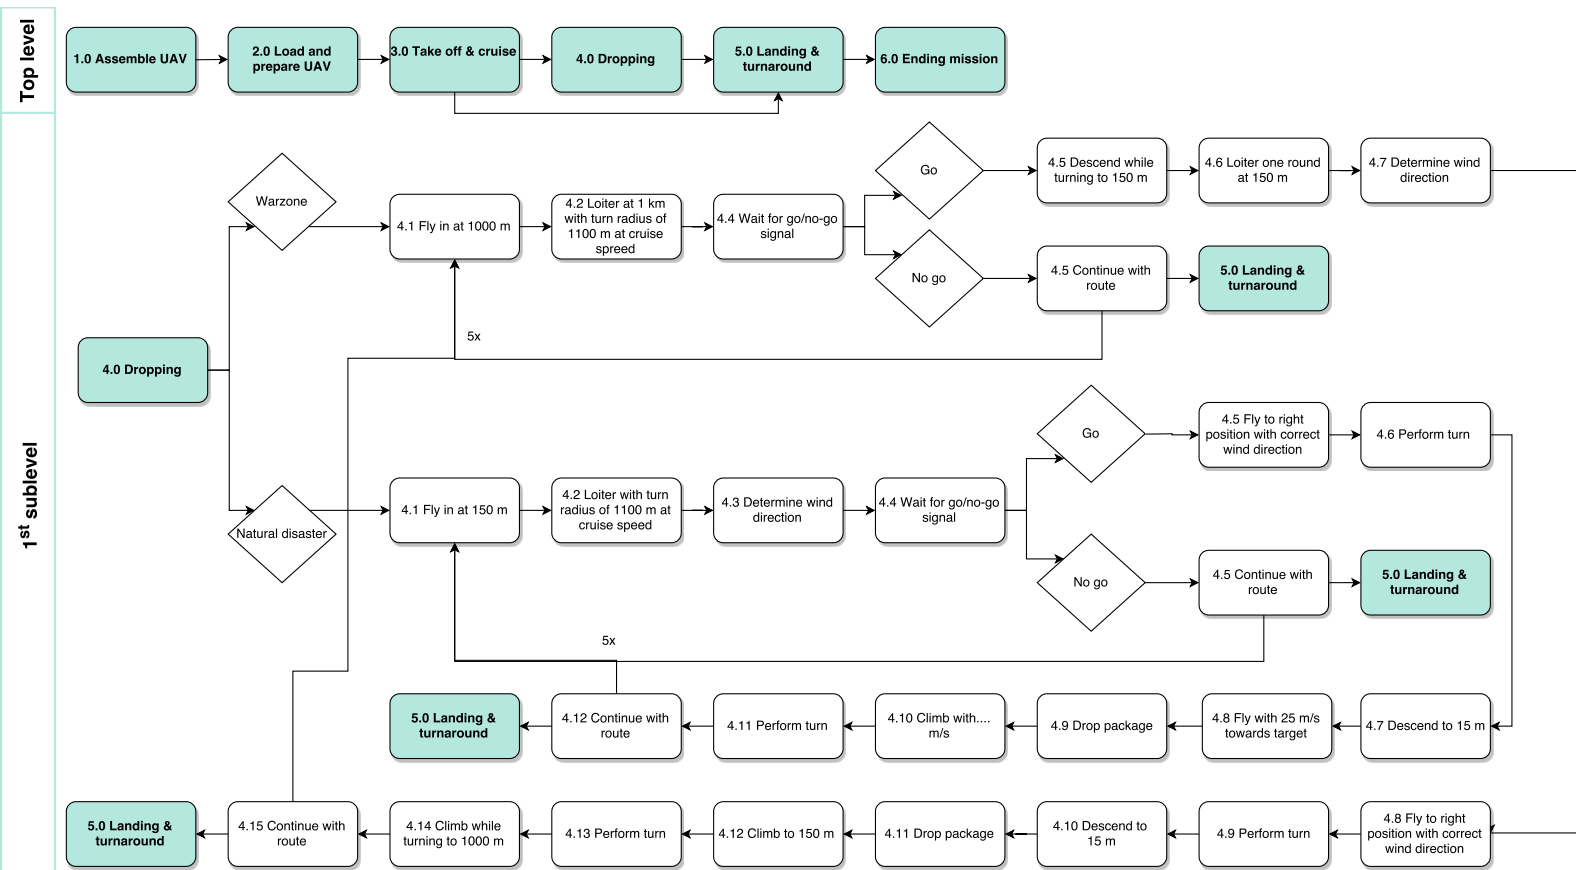 Top level
1.0 Assemble UAV
2.0 Load and
prepare UAV
3.0 Take off & cruise
4.0 Dropping
5.0 Landing &
turnaround
6.0 Ending mission
1st sublevel
4.0 Dropping
Warzone
4.1 Fly in at 1000 m
4.2 Loiter at 1 km
with turn radius of
1100 m at cruise
spreed
4.4 Wait for go/no-go
signal
Go
4.5 Descend while
turning to 150 m
4.6 Loiter one round
at 150 m
4.7 Determine wind
direction
No go
4.5 Continue with
route
5.0 Landing &
turnaround
5x
Natural disaster
4.1 Fly in at 150 m
4.2 Loiter with turn
radius of 1100 m at
cruise speed
4.3 Determine wind
direction
4.4 Wait for go/no-go
signal
Go
4.5 Fly to right
position with correct
wind direction
4.6 Perform turn
No go
4.5 Continue with
route
5.0 Landing &
turnaround
5x
5.0 Landing &
turnaround
4.12 Continue with
route
4.11 Perform turn
4.10 Climb with....
m/s
4.9 Drop package
4.8 Fly with 25 m/s
towards target
4.7 Descend to 15 m
5.0 Landing &
turnaround
4.15 Continue with
route
4.14 Climb while
turning to 1000 m
4.13 Perform turn
4.12 Climb to 150 m
4.11 Drop package
4.10 Descend to
15 m
4.9 Perform turn
4.8 Fly to right
position with correct
wind direction